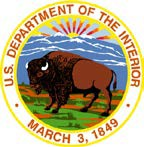 U.S. DEPARTMENT OF THE INTERIOR
MARCH 3, 1849